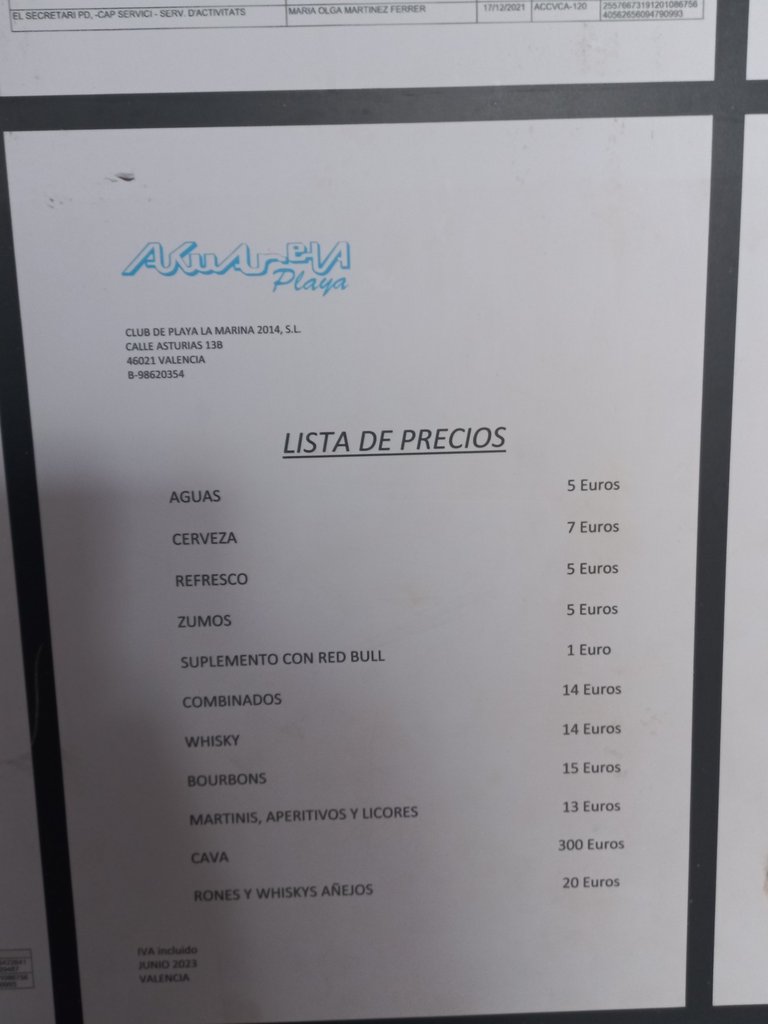 EL SECRETARI PD, -CAP SERVICI - SERV. D'ACTIVITATS MARIA OLGA MARTINEZ FERRER 17/12/2021 ACCVCA-120 25576673191201086756
40562656094790993
AKUARELA
Playa
CLUB DE PLAYA LA MARINA 2014, S.L.
CALLE ASTURIAS 13B
46021 VALENCIA
B-98620354
LISTA DE PRECIOS
AGUAS 5 Euros
CERVEZA 7 Euros
REFRESCO 5 Euros
ZUMOS 5 Euros
SUPLEMENTO CON RED BULL 1 Euro
COMBINADOS 14 Euros
WHISKY 14 Euros
BOURBONS 15 Euros
MARTINIS, APERITIVOS Y LICORES 13 Euros
CAVA 300 Euros
RONES Y WHISKYS AÑEJOS 20 Euros
IVA incluido
JUNIO 2023
VALENCIA